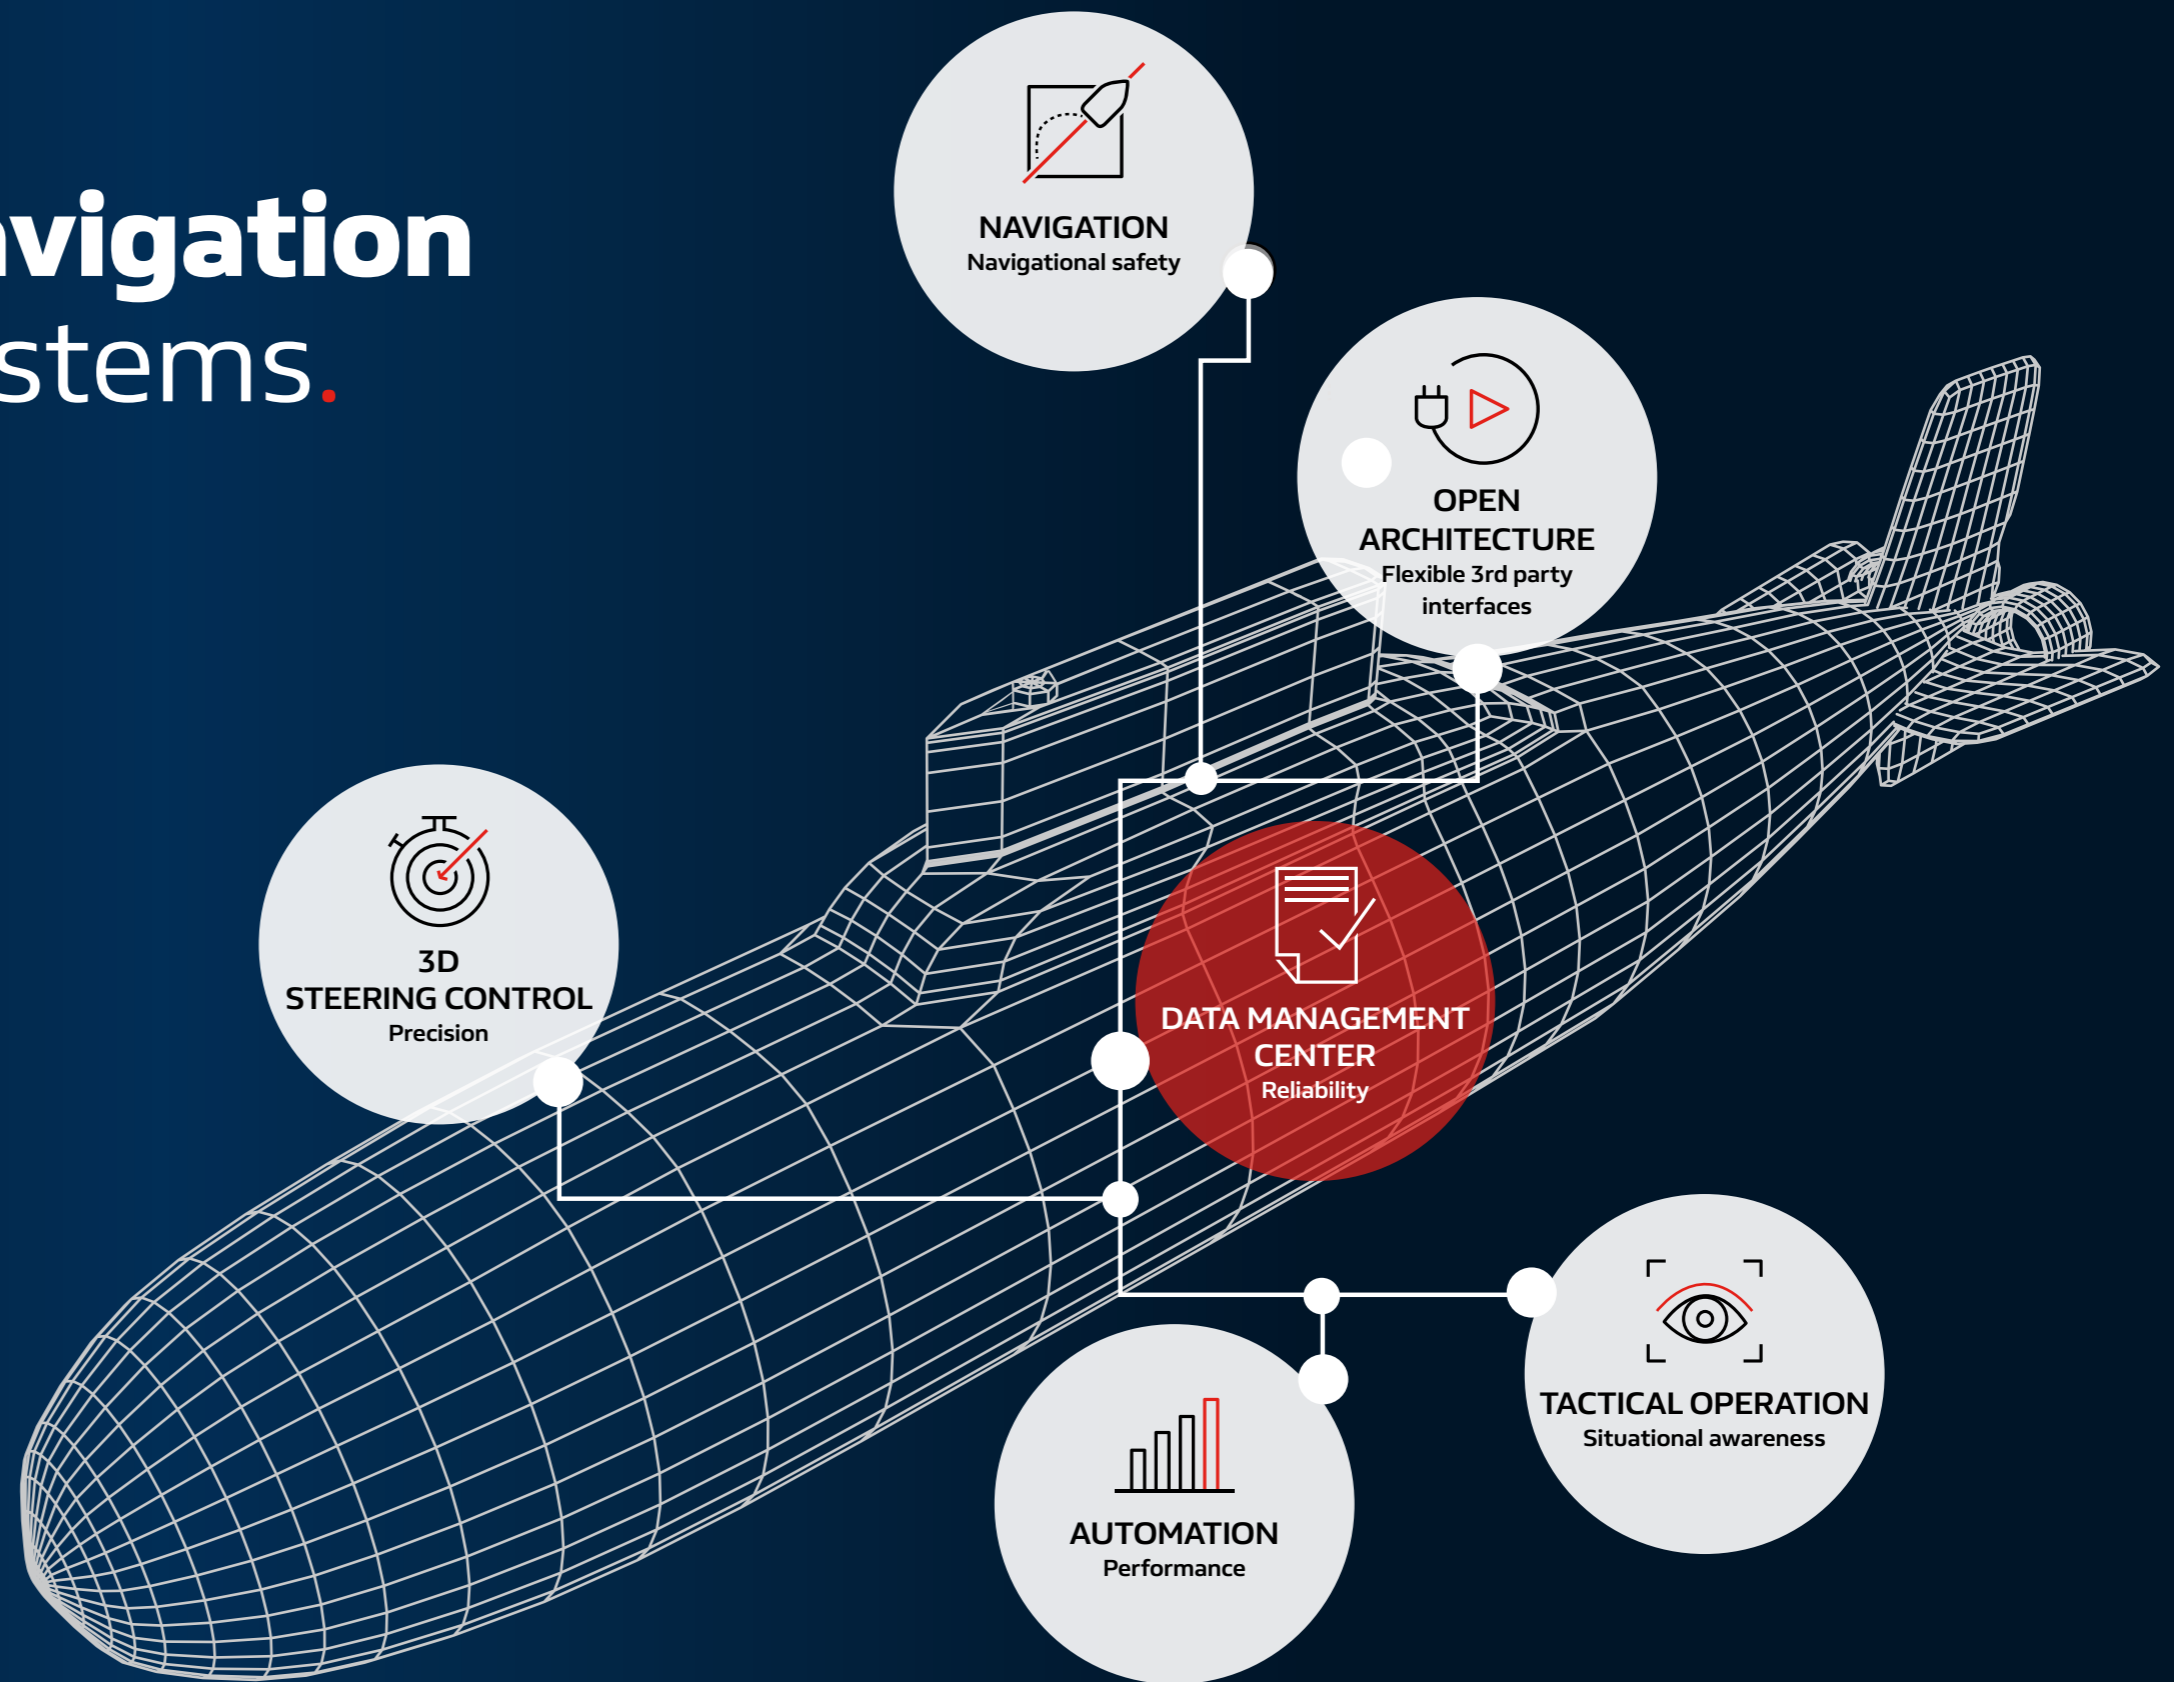 vigation
stems.
NAVIGATION
Navigational safety
OPEN
ARCHITECTURE
Flexible 3rd party
interfaces
3D
STEERING CONTROL
Precision
DATA MANAGEMENT
CENTER
Reliability
TACTICAL OPERATION
Situational awareness
AUTOMATION
Performance